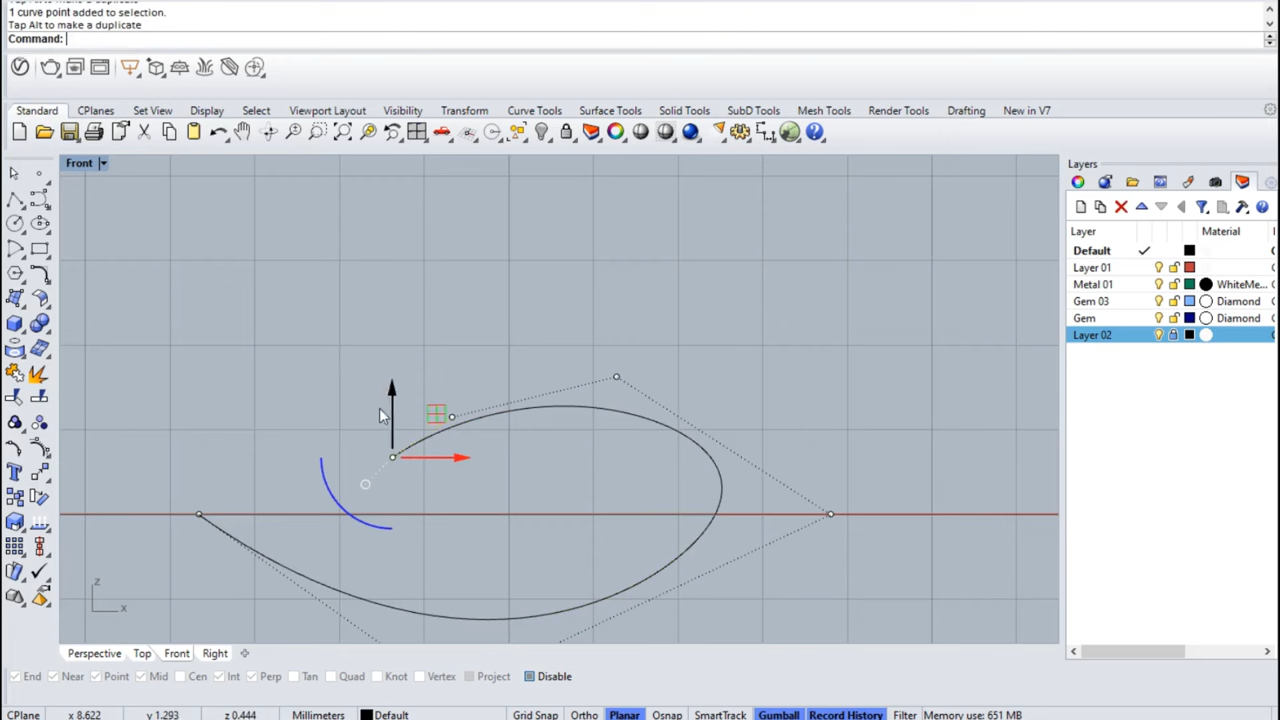 Tap Alt to make a duplicate
1 curve point added to selection.
Tap Alt to make a duplicate
Command:
Standard CPlanes Set View Display Select Viewport Layout Visibility Transform Curve Tools Surface Tools Solid Tools SubD Tools Mesh Tools Render Tools Drafting New in V7
Front
Layers
Layer Material
Default
Layer 01
Metal 01 WhiteMe...
Gem 03 Diamond
Gem Diamond
Layer 02
z
x
Perspective Top Front Right
End Near Point Mid Cen Int Perp Tan Quad Knot Vertex Project Disable
CPlane x 8.622 y 1.293 z 0.444 Millimeters Default Grid Snap Ortho Planar Osnap SmartTrack Gumball Record History Filter Memory use: 651 MB